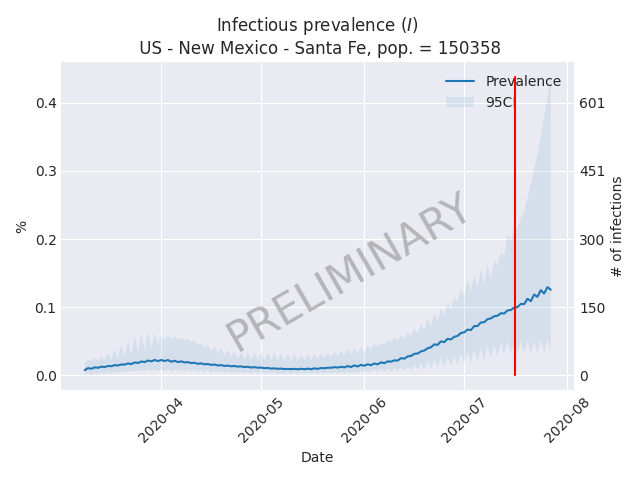 Infectious prevalence (I)
US - New Mexico - Santa Fe, pop. = 150358
Prevalence
95CI
0.4
0.3
0.2
0.1
0.0
%
601
451
300
150
0
# of infections
PRELIMINARY
2020-04
2020-05
2020-06
2020-07
2020-08
Date